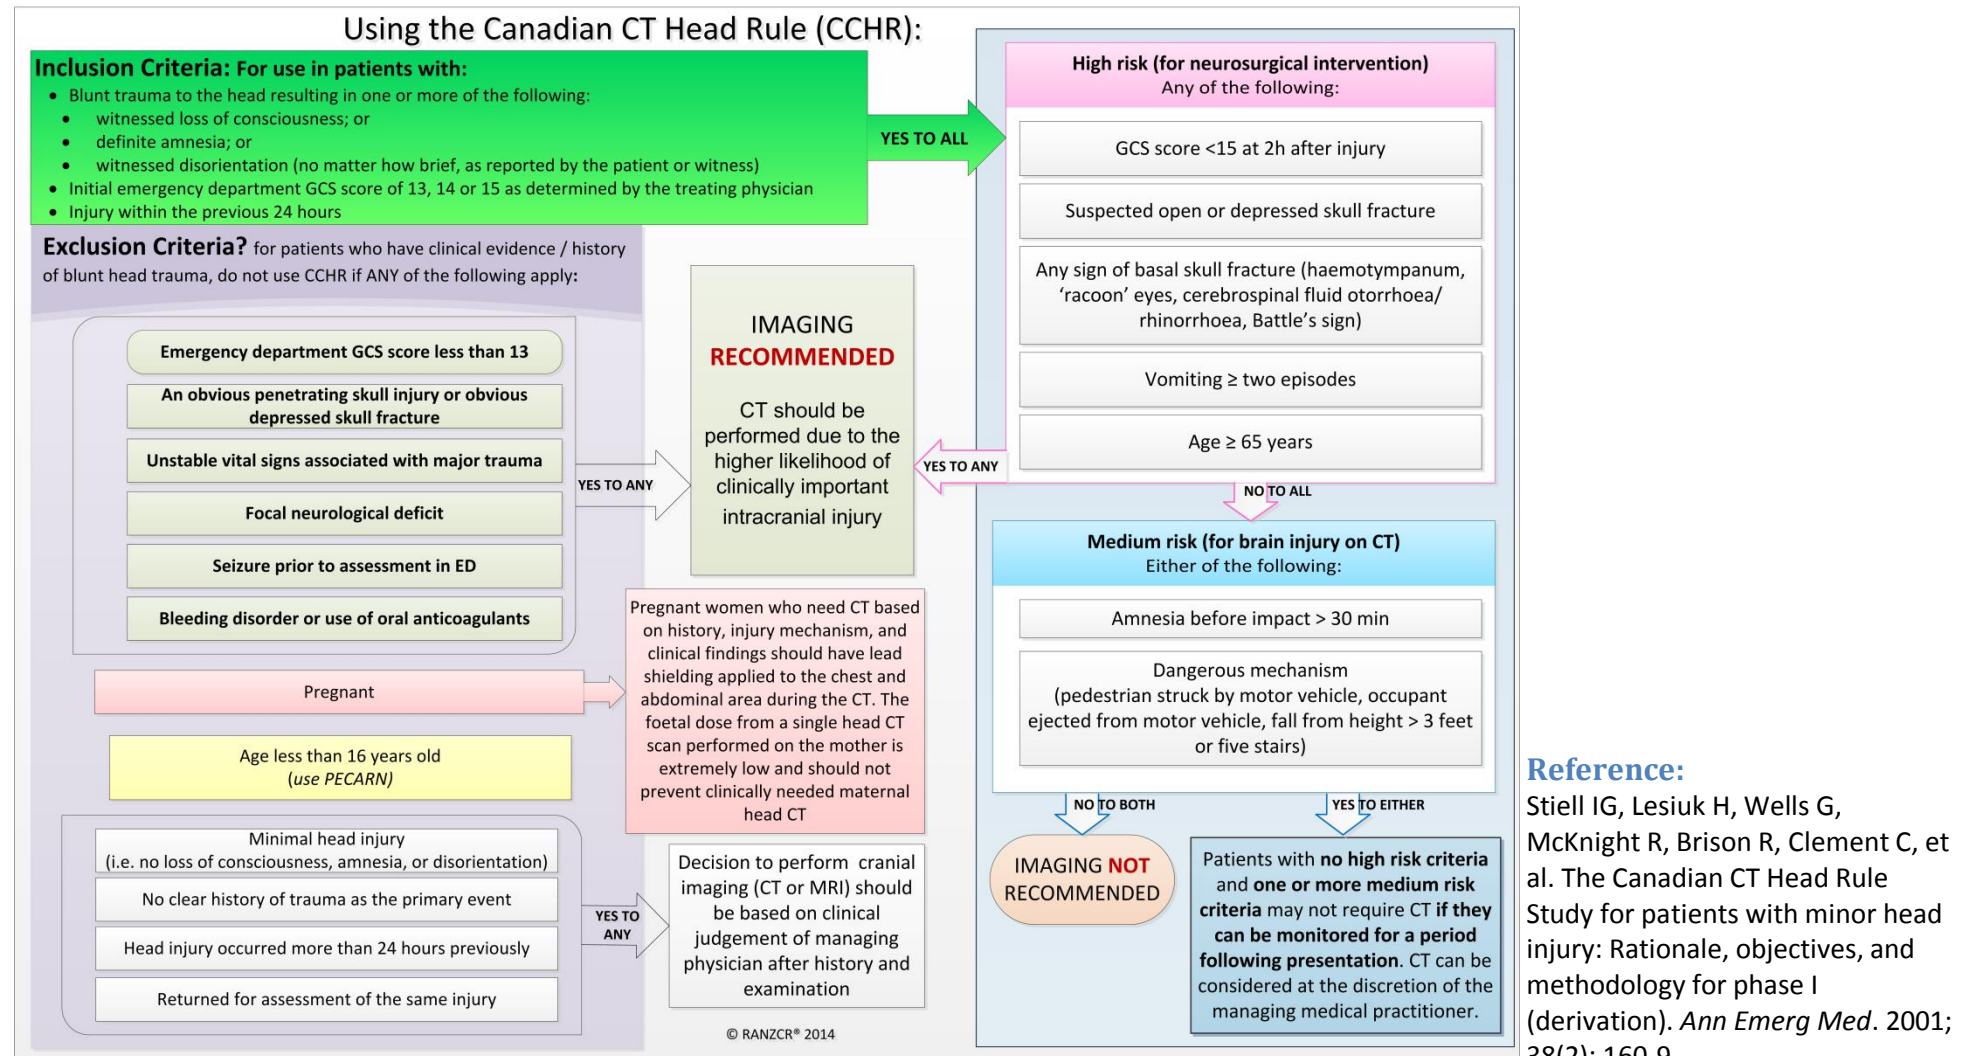 Using the Canadian CT Head Rule (CCHR):
Inclusion Criteria: For use in patients with:
• Blunt trauma to the head resulting in one or more of the following:
• witnessed loss of consciousness; or
• definite amnesia; or
• witnessed disorientation (no matter how brief, as reported by the patient or witness)
• Initial emergency department GCS score of 13, 14 or 15 as determined by the treating physician
• Injury within the previous 24 hours
YES TO ALL
Exclusion Criteria? for patients who have clinical evidence / history
of blunt head trauma, do not use CCHR if ANY of the following apply:
Emergency department GCS score less than 13
An obvious penetrating skull injury or obvious
depressed skull fracture
Unstable vital signs associated with major trauma
Focal neurological deficit
Seizure prior to assessment in ED
Bleeding disorder or use of oral anticoagulants
YES TO ANY
IMAGING
RECOMMENDED
CT should be
performed due to the
higher likelihood of
clinically important
intracranial injury
Pregnant
Pregnant women who need CT based
on history, injury mechanism, and
clinical findings should have lead
shielding applied to the chest and
abdominal area during the CT. The
foetal dose from a single head CT
scan performed on the mother is
extremely low and should not
prevent clinically needed maternal
head CT
Age less than 16 years old
(use PECARN)
Minimal head injury
(i.e. no loss of consciousness, amnesia, or disorientation)
No clear history of trauma as the primary event
Head injury occurred more than 24 hours previously
Returned for assessment of the same injury
YES TO
ANY
Decision to perform cranial
imaging (CT or MRI) should
be based on clinical
judgement of managing
physician after history and
examination
© RANZCR® 2014
High risk (for neurosurgical intervention)
Any of the following:
GCS score <15 at 2h after injury
Suspected open or depressed skull fracture
Any sign of basal skull fracture (haemotympanum,
‘racoon’ eyes, cerebrospinal fluid otorrhoea/
rhinorrhoea, Battle’s sign)
Vomiting ≥ two episodes
Age ≥ 65 years
YES TO ANY
NO TO ALL
Medium risk (for brain injury on CT)
Either of the following:
Amnesia before impact > 30 min
Dangerous mechanism
(pedestrian struck by motor vehicle, occupant
ejected from motor vehicle, fall from height > 3 feet
or five stairs)
NO TO BOTH
YES TO EITHER
IMAGING NOT
RECOMMENDED
Patients with no high risk criteria
and one or more medium risk
criteria may not require CT if they
can be monitored for a period
following presentation. CT can be
considered at the discretion of the
managing medical practitioner.
Reference:
Stiell IG, Lesiuk H, Wells G,
McKnight R, Brison R, Clement C, et
al. The Canadian CT Head Rule
Study for patients with minor head
injury: Rationale, objectives, and
methodology for phase I
(derivation). Ann Emerg Med. 2001;
38(2): 160-9